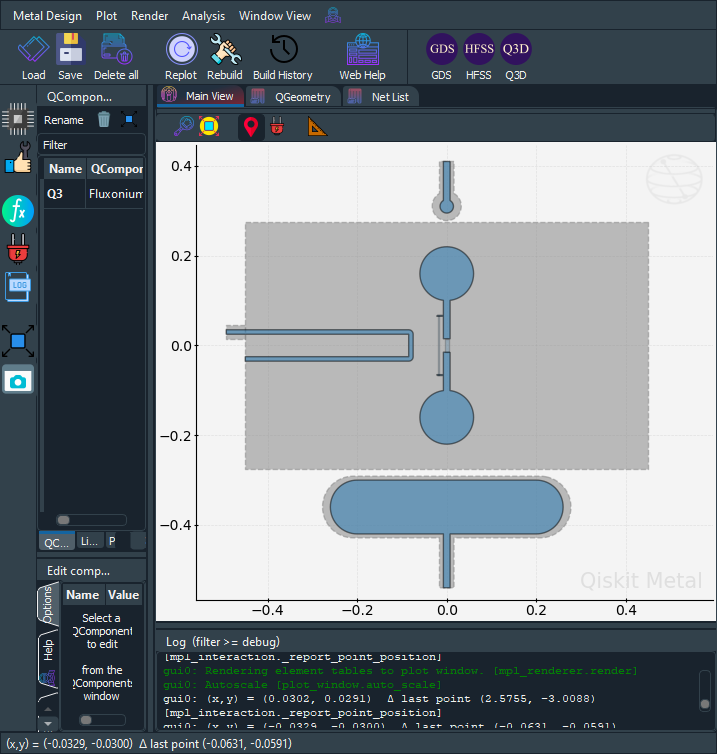 Metal Design Plot Render Analysis Window View
GDS HFSS Q3D
Load Save Delete all Replot Rebuild Build History Web Help GDS HFSS Q3D
QCompon... Main View QGeometry Net List
Rename
Filter
Name QCompor
Q3 Fluxonium
fx
LOG
0.4
0.2
0.0
−0.2
−0.4
−0.4 −0.2 0.0 0.2 0.4
Qiskit Metal
QC... Li... P
Edit comp...
Options
Help
Name Value
Select a
QComponent
to edit
from the
QComponents
window
Log (filter >= debug)
[mpl_interaction._report_point_position]
gui0: Rendering element tables to plot window. [mpl_renderer.render]
gui0: Autoscale [plot_window.auto_scale]
gui0: (x,y) = (0.0302, 0.0291) Δ last point (2.5755, -3.0088)
[mpl_interaction._report_point_position]
gui0: (x,y) = (-0.0329, -0.0300) Δ last point (-0.0631, -0.0591)
(x,y) = (-0.0329, -0.0300) Δ last point (-0.0631, -0.0591)